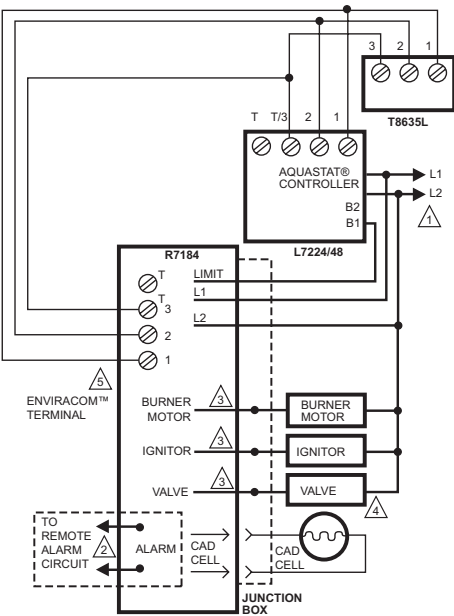 3 2 1
T8635L
T T/3 2 1
AQUASTAT®
CONTROLLER
L1
L2
1
B2
B1
L7224/48
R7184
T
LIMIT
T
3
L1
2
L2
1
5
ENVIRACOM™
TERMINAL
BURNER
MOTOR
3
BURNER
MOTOR
IGNITOR
3
IGNITOR
VALVE
3
VALVE
4
TO
REMOTE
ALARM
CIRCUIT
2
ALARM
CAD
CELL
CAD
CELL
JUNCTION
BOX